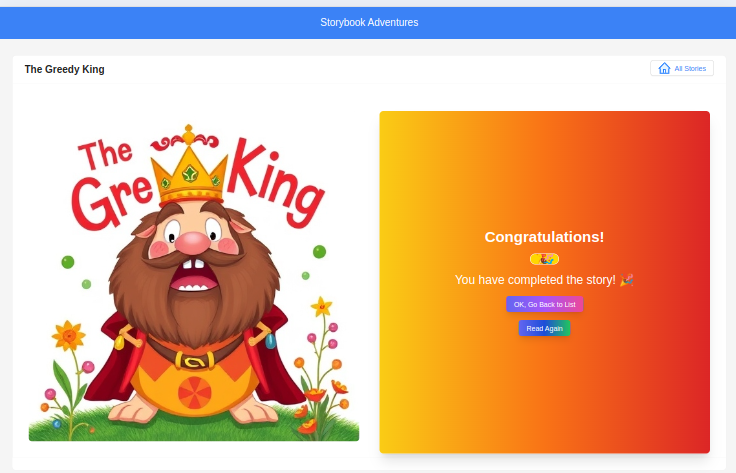 Storybook Adventures
The Greedy King
All Stories
The
Gre King
Congratulations!
🎉
You have completed the story! 🎉
OK, Go Back to List
Read Again